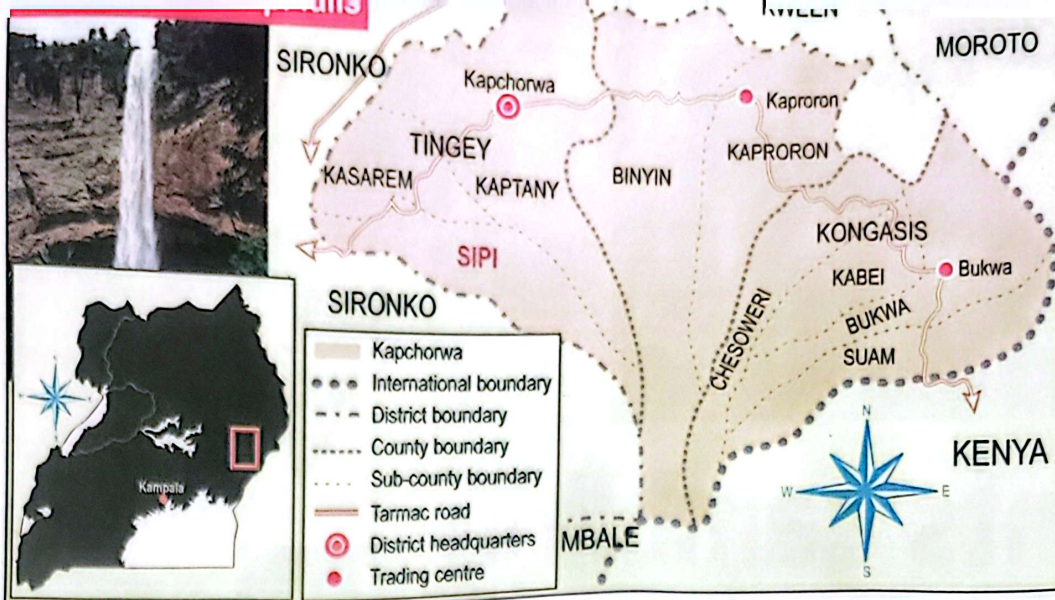 SIRONKO
MOROTO
Kapchorwa
Kaproron
TINGEY
KAPRORON
KASAREM
KAPTANY
BINYIN
KONGASIS
SIPI
KABEI
Bukwa
SIRONKO
CHESOWERI
BUKWA
SUAM
Kapchorwa
International boundary
District boundary
County boundary
Sub-county boundary
Tarmac road
District headquarters
Trading centre
Kampala
MBALE
KENYA
N
W
E
S